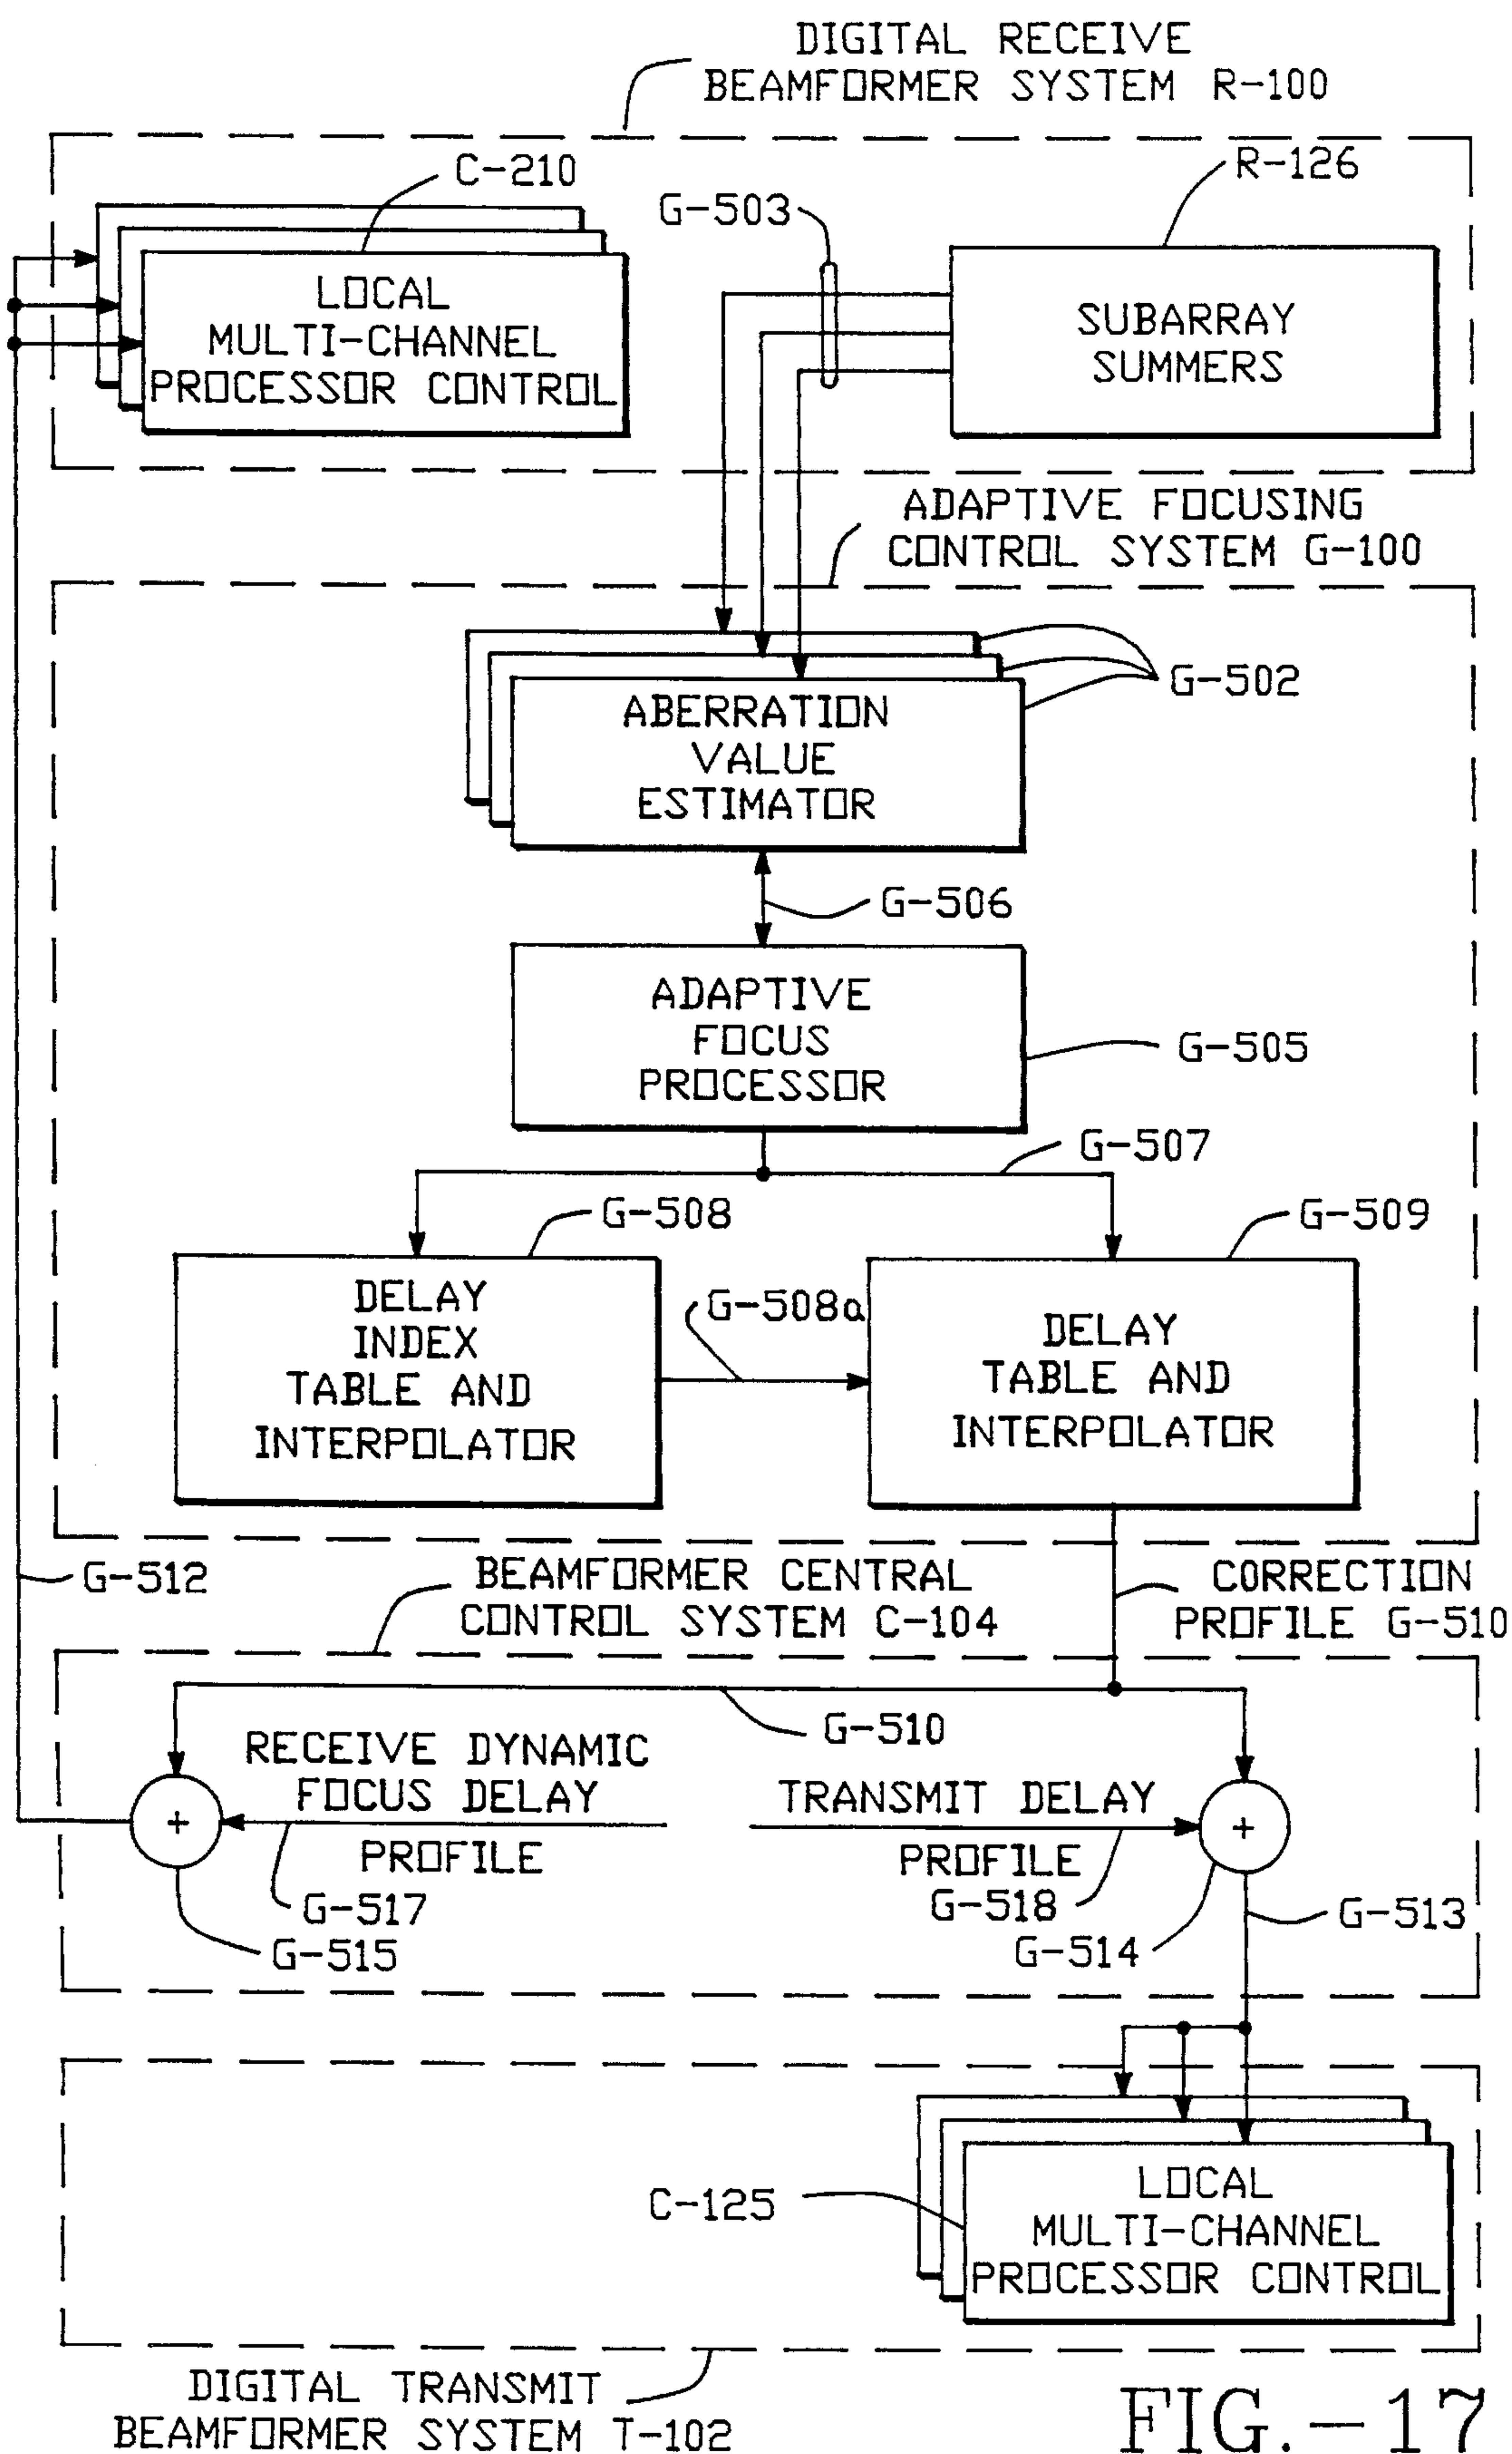 DIGITAL RECEIVE
BEAMFORMER SYSTEM R-100
C-210
R-126
G-503
LOCAL
MULTI-CHANNEL
PROCESSOR CONTROL
SUBARRAY
SUMMERS
ADAPTIVE FOCUSING
CONTROL SYSTEM G-100
G-502
ABERRATION
VALUE
ESTIMATOR
G-506
ADAPTIVE
FOCUS
PROCESSOR
G-505
G-507
G-508
G-509
DELAY
INDEX
TABLE AND
INTERPOLATOR
G-508a
DELAY
TABLE AND
INTERPOLATOR
G-512
BEAMFORMER CENTRAL
CONTROL SYSTEM C-104
CORRECTION
PROFILE G-510
G-510
RECEIVE DYNAMIC
FOCUS DELAY
PROFILE
TRANSMIT DELAY
PROFILE
+
+
G-517
G-518
G-513
G-515
G-514
C-125
LOCAL
MULTI-CHANNEL
PROCESSOR CONTROL
DIGITAL TRANSMIT
BEAMFORMER SYSTEM T-102
FIG.-17